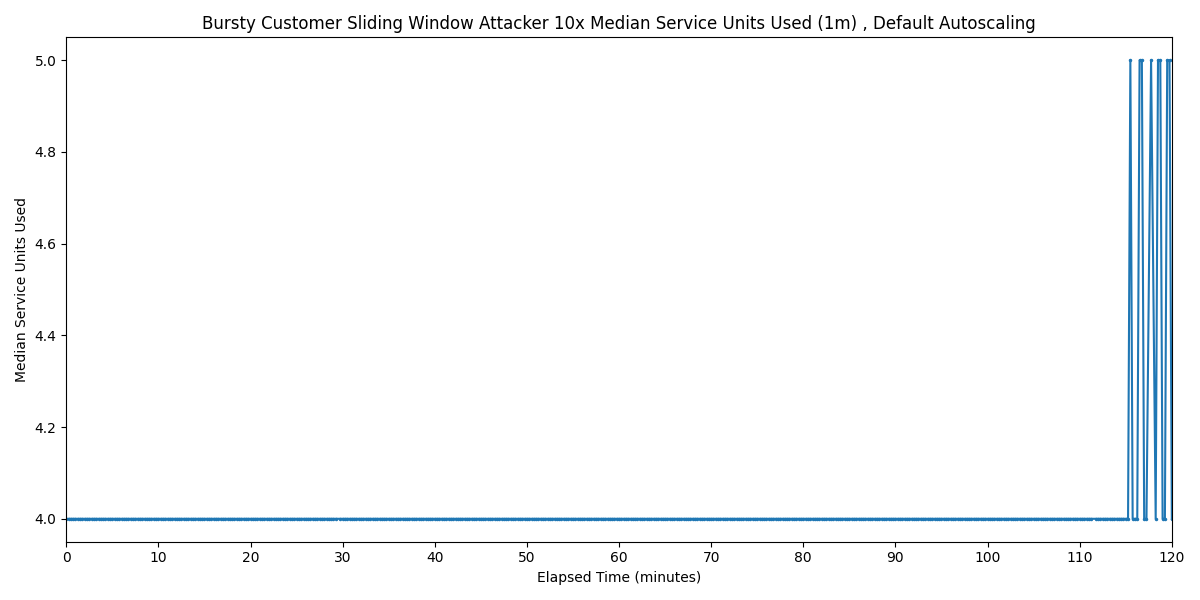 Bursty Customer Sliding Window Attacker 10x Median Service Units Used (1m) , Default Autoscaling
5.0
4.8
4.6
4.4
4.2
4.0
Median Service Units Used
0 10 20 30 40 50 60 70 80 90 100 110 120
Elapsed Time (minutes)